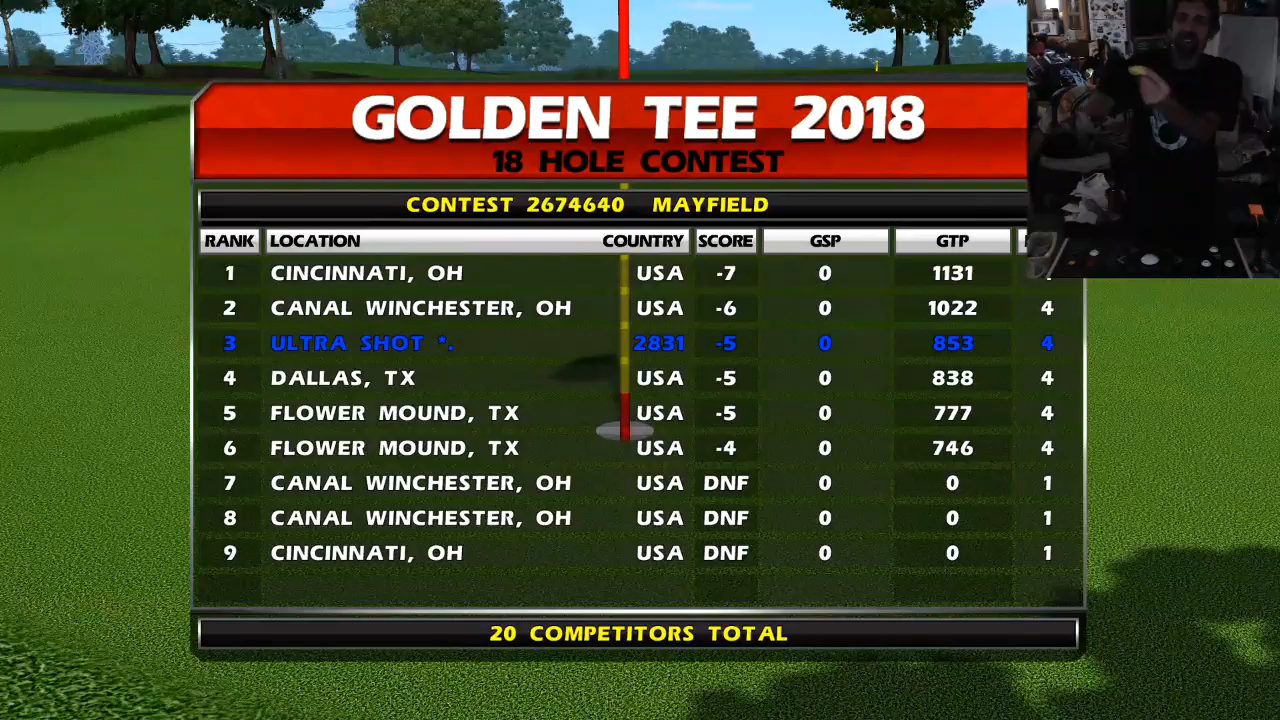 GOLDEN TEE 2018
18 HOLE CONTEST
CONTEST 2674640 MAYFIELD
RANK LOCATION COUNTRY SCORE GSP GTP
1 CINCINNATI, OH USA -7 0 1131
2 CANAL WINCHESTER, OH USA -6 0 1022 4
3 ULTRA SHOT *. 2831 -5 0 853 4
4 DALLAS, TX USA -5 0 838 4
5 FLOWER MOUND, TX USA -5 0 777 4
6 FLOWER MOUND, TX USA -4 0 746 4
7 CANAL WINCHESTER, OH USA DNF 0 0 1
8 CANAL WINCHESTER, OH USA DNF 0 0 1
9 CINCINNATI, OH USA DNF 0 0 1
20 COMPETITORS TOTAL